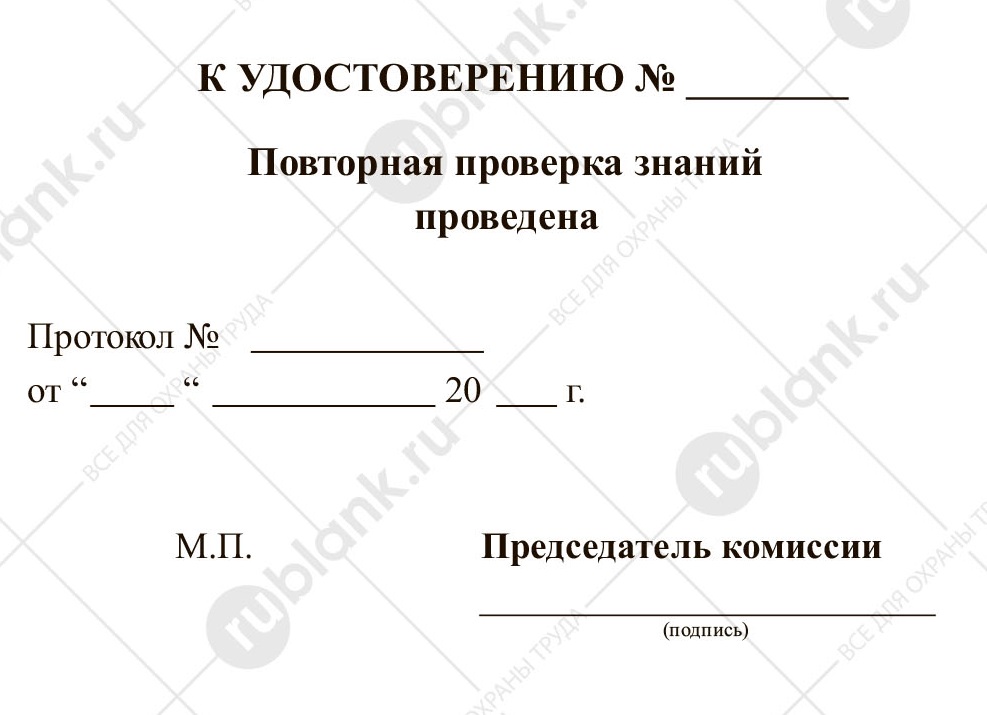 К УДОСТОВЕРЕНИЮ № ________
Повторная проверка знаний
проведена
Протокол № ____________
от “_____“ ___________ 20 ___ г.
М.П.
Председатель комиссии
(подпись)
rublank.ru
ВСЕ ДЛЯ ОХРАНЫ ТРУДА